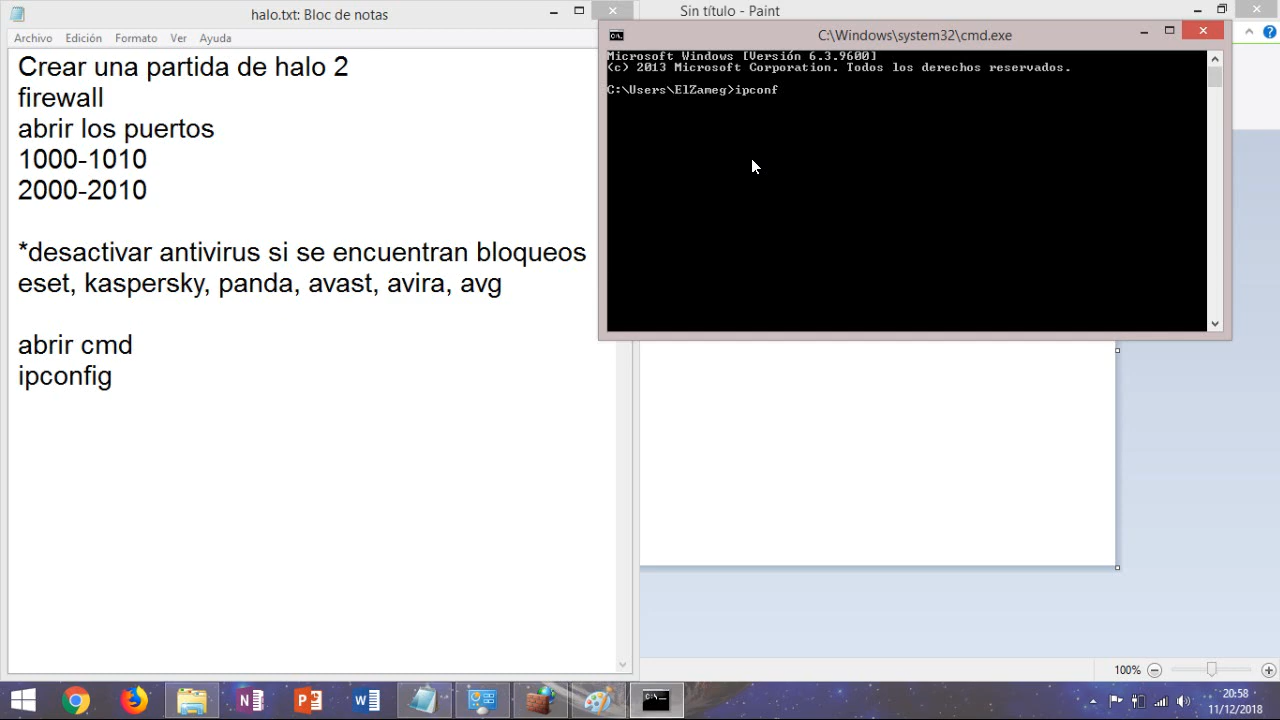 halo.txt: Bloc de notas
Archivo Edición Formato Ver Ayuda
Crear una partida de halo 2
firewall
abrir los puertos
1000-1010
2000-2010
*desactivar antivirus si se encuentran bloqueos
eset, kaspersky, panda, avast, avira, avg
abrir cmd
ipconfig
Sin título - Paint
C:\Windows\system32\cmd.exe
Microsoft Windows [Versión 6.3.9600]
(c) 2013 Microsoft Corporation. Todos los derechos reservados.
C:\Users\ElZameg>ipconf
100%
20:58
11/12/2018